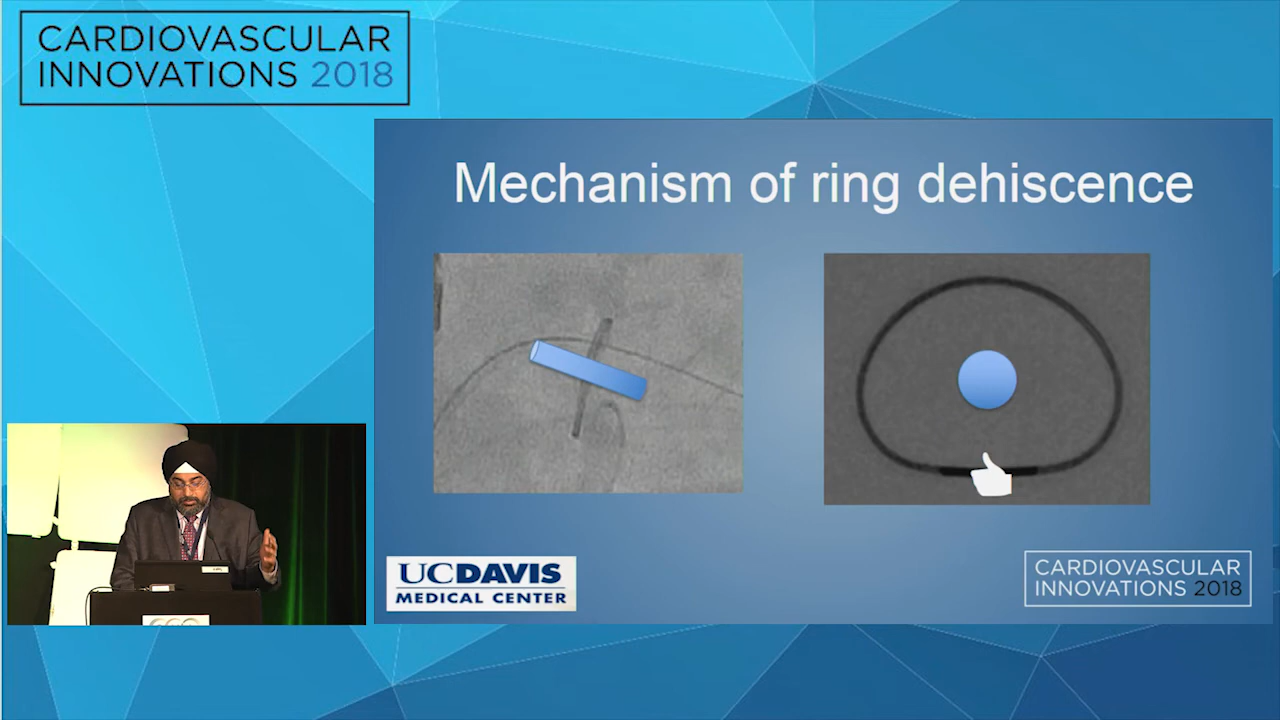 CARDIOVASCULAR
INNOVATIONS 2018
Mechanism of ring dehiscence
UCDAVIS
MEDICAL CENTER
CARDIOVASCULAR
INNOVATIONS 2018